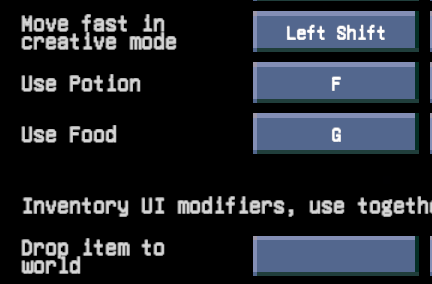 Move fast in
creative mode
Left Shift
Use Potion
F
Use Food
G
Inventory UI modifiers, use togeth
Drop item to
world